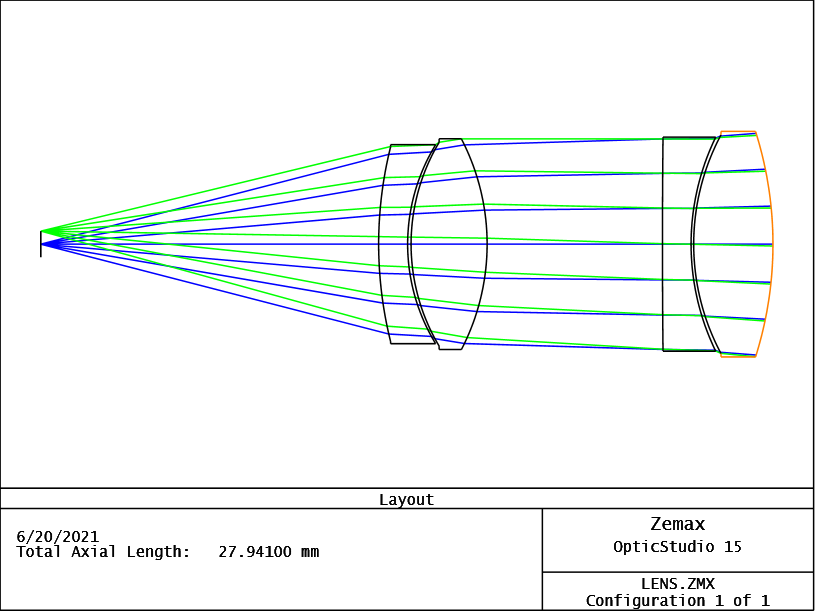 Layout
6/20/2021
Total Axial Length:   27.94100 mm
Zemax
OpticStudio 15
LENS.ZMX
Configuration 1 of 1